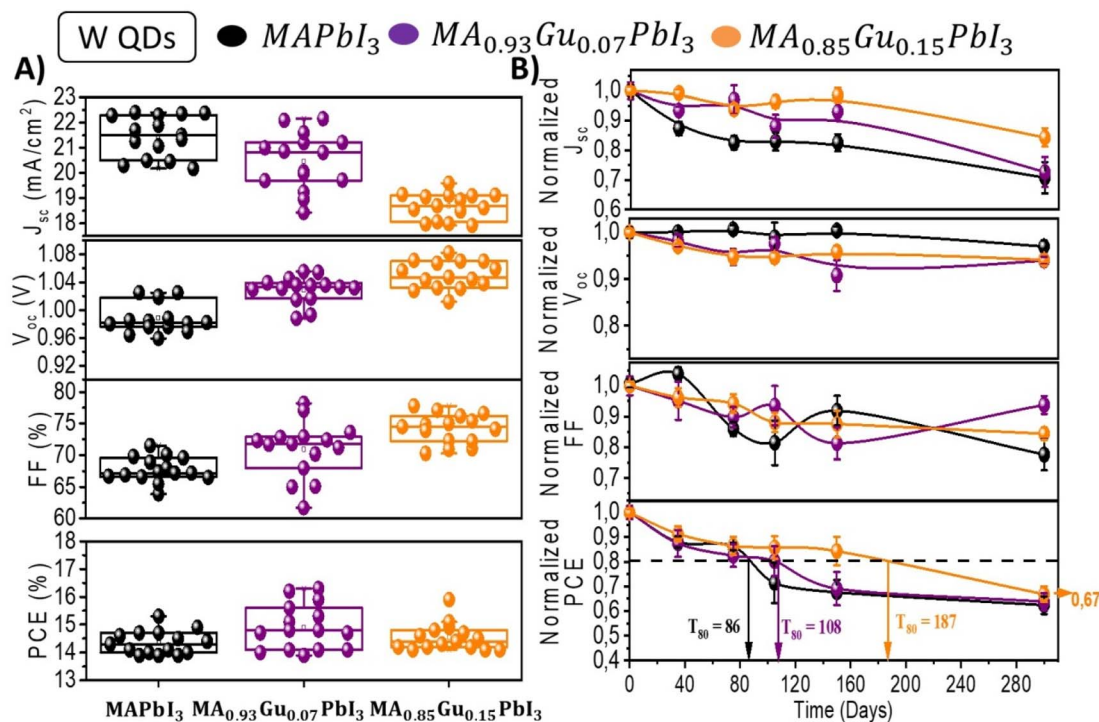 W QDs MAPbI₃ MA₀.₉₃Gu₀.₀₇PbI₃ MA₀.₈₅Gu₀.₁₅PbI₃
A)
J_sc (mA/cm²)
23
22
21
20
19
18
V_oc (V)
1.08
1.04
1.00
0.96
0.92
FF (%)
80
75
70
65
60
PCE (%)
18
17
16
15
14
13
MAPbI₃ MA₀.₉₃Gu₀.₀₇PbI₃ MA₀.₈₅Gu₀.₁₅PbI₃
B)
Normalized
J_sc
1,0
0,9
0,8
0,7
0,6
Normalized
V_oc
1,0
0,9
0,8
Normalized
FF
1,0
0,9
0,8
0,7
Normalized
PCE
1,0
0,9
0,8
0,7
0,6
0,5
0,4
0,67
T₈₀ = 86 T₈₀ = 108 T₈₀ = 187
0 40 80 120 160 200 240 280
Time (Days)